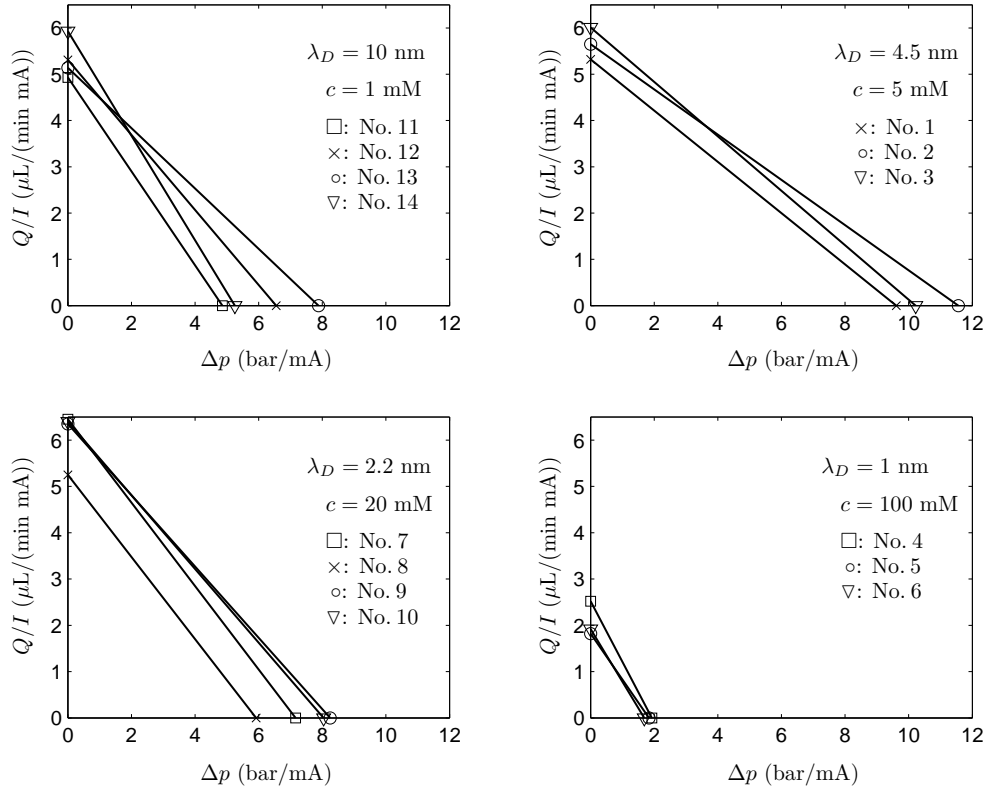 6
5
4
3
2
1
0
0 2 4 6 8 10 12
Q/I (μL/(min mA))
Δp (bar/mA)
λ_D = 10 nm
c = 1 mM
□: No. 11
×: No. 12
○: No. 13
▽: No. 14
6
5
4
3
2
1
0
0 2 4 6 8 10 12
Q/I (μL/(min mA))
Δp (bar/mA)
λ_D = 4.5 nm
c = 5 mM
×: No. 1
○: No. 2
▽: No. 3
6
5
4
3
2
1
0
0 2 4 6 8 10 12
Q/I (μL/(min mA))
Δp (bar/mA)
λ_D = 2.2 nm
c = 20 mM
□: No. 7
×: No. 8
○: No. 9
▽: No. 10
6
5
4
3
2
1
0
0 2 4 6 8 10 12
Q/I (μL/(min mA))
Δp (bar/mA)
λ_D = 1 nm
c = 100 mM
□: No. 4
○: No. 5
▽: No. 6